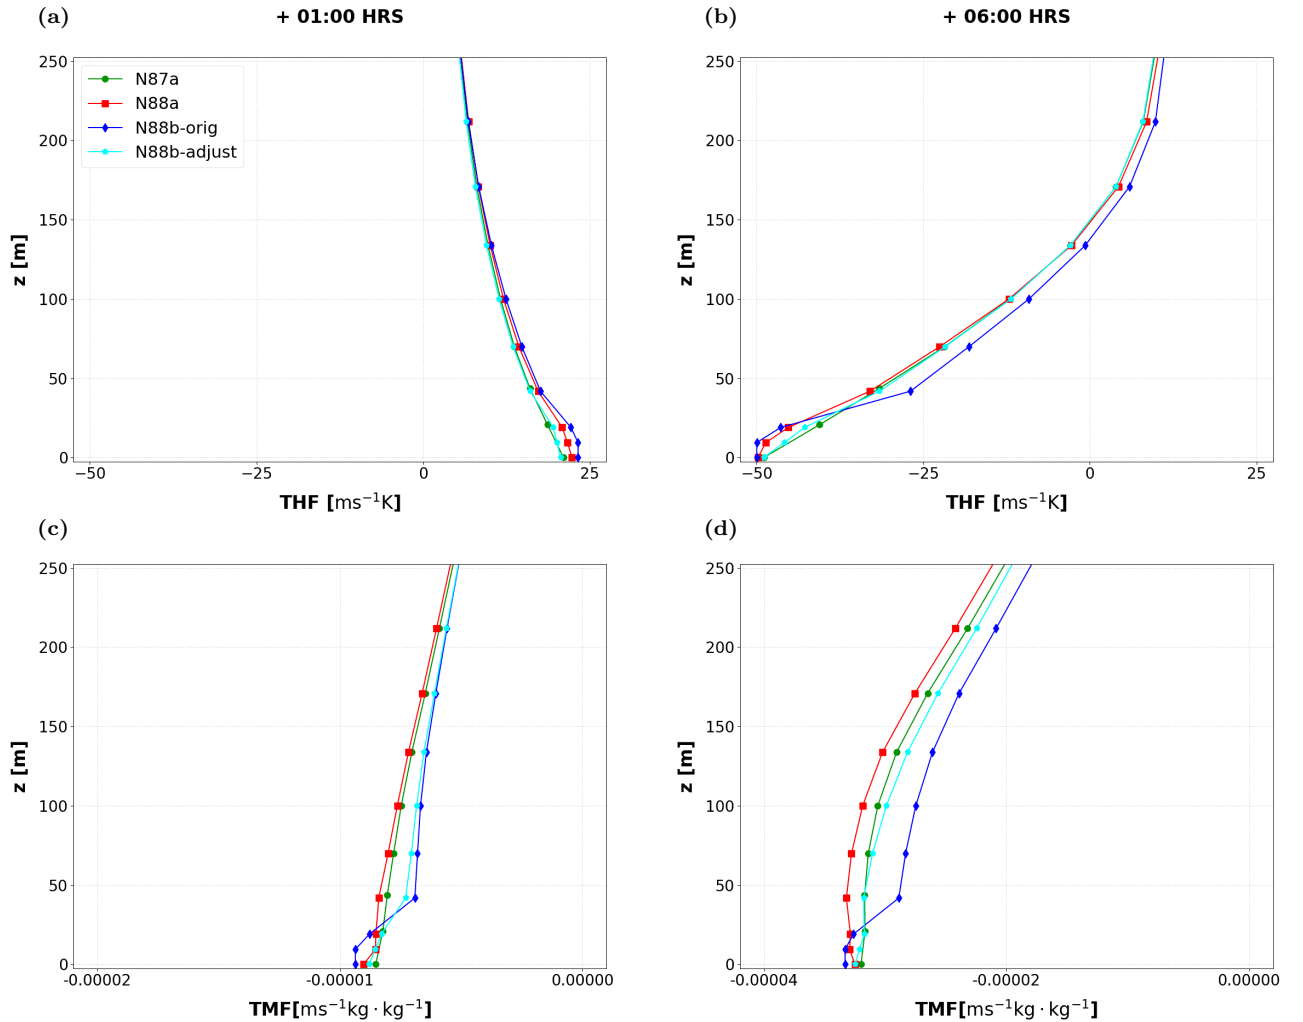 (a)
+ 01:00 HRS
(b)
+ 06:00 HRS
250
200
150
100
50
0
z [m]
N87a
N88a
N88b-orig
N88b-adjust
−50
−25
0
25
THF [ms⁻¹K]
250
200
150
100
50
0
z [m]
−50
−25
0
25
THF [ms⁻¹K]
(c)
(d)
250
200
150
100
50
0
z [m]
-0.00002
-0.00001
0.00000
TMF[ms⁻¹kg · kg⁻¹]
250
200
150
100
50
0
z [m]
-0.00004
-0.00002
0.00000
TMF[ms⁻¹kg · kg⁻¹]